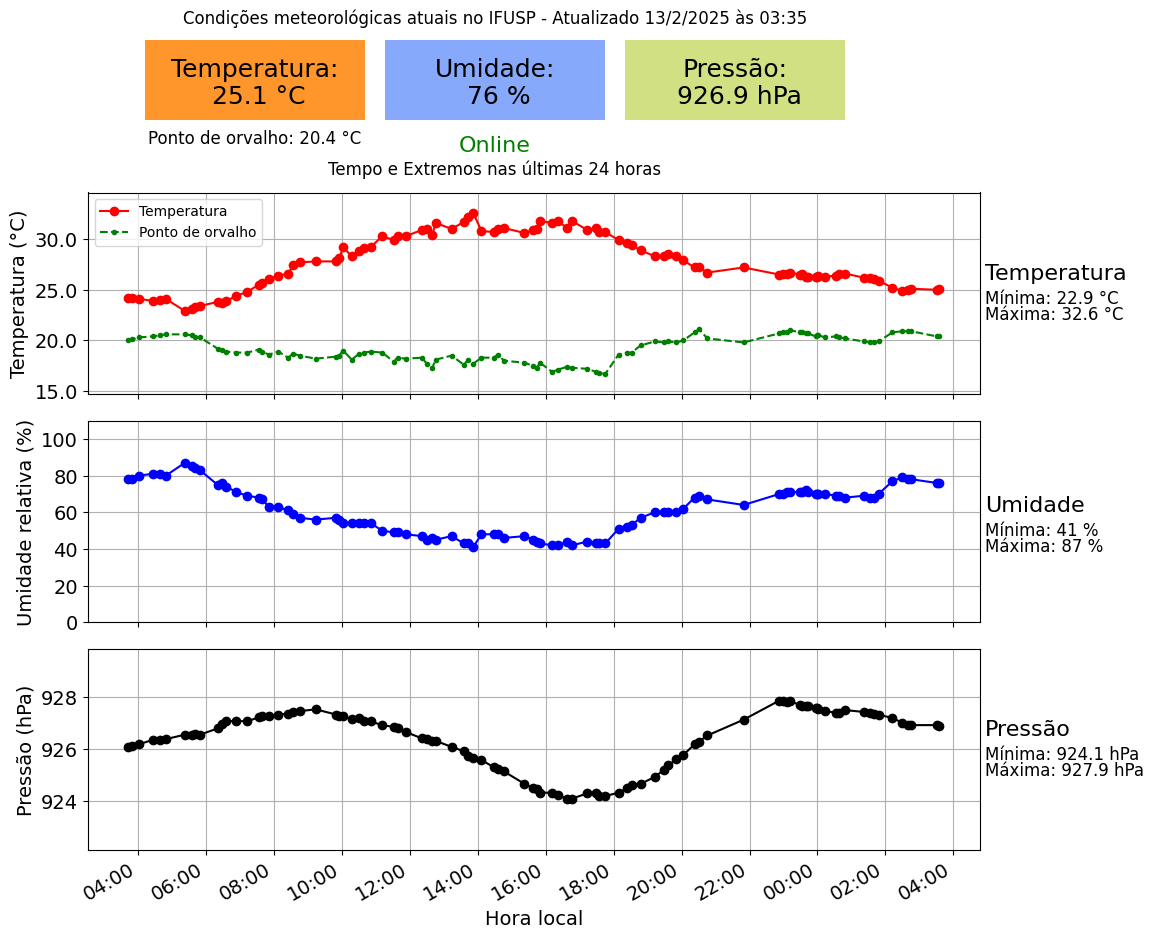 Condições meteorológicas atuais no IFUSP - Atualizado 13/2/2025 às 03:35
Temperatura:
25.1 °C
Umidade:
76 %
Pressão:
926.9 hPa
Ponto de orvalho: 20.4 °C
Online
Tempo e Extremos nas últimas 24 horas
Temperatura (°C)
30.0
25.0
20.0
15.0
Temperatura
Ponto de orvalho
Temperatura
Mínima: 22.9 °C
Máxima: 32.6 °C
Umidade relativa (%)
100
80
60
40
20
0
Umidade
Mínima: 41 %
Máxima: 87 %
Pressão (hPa)
928
926
924
Pressão
Mínima: 924.1 hPa
Máxima: 927.9 hPa
04:00 06:00 08:00 10:00 12:00 14:00 16:00 18:00 20:00 22:00 00:00 02:00 04:00
Hora local